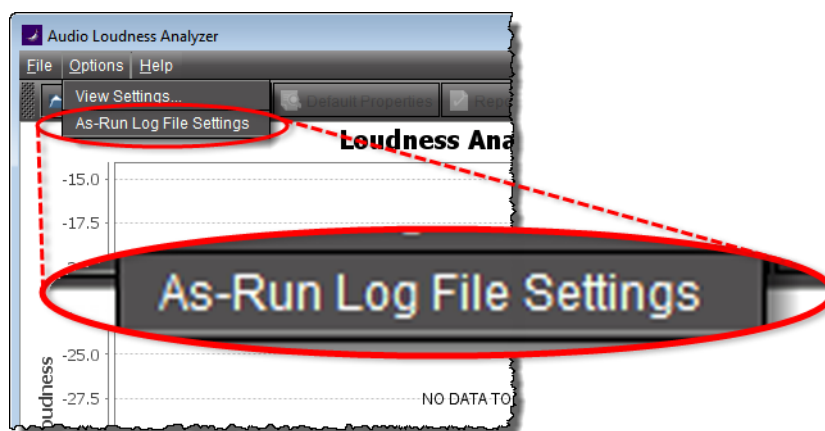 Audio Loudness Analyzer
File Options Help
View Settings...
Default Properties
As-Run Log File Settings
Loudness Ana
-15.0
-17.5
As-Run Log File Settings
-25.0
-27.5
NO DATA TO